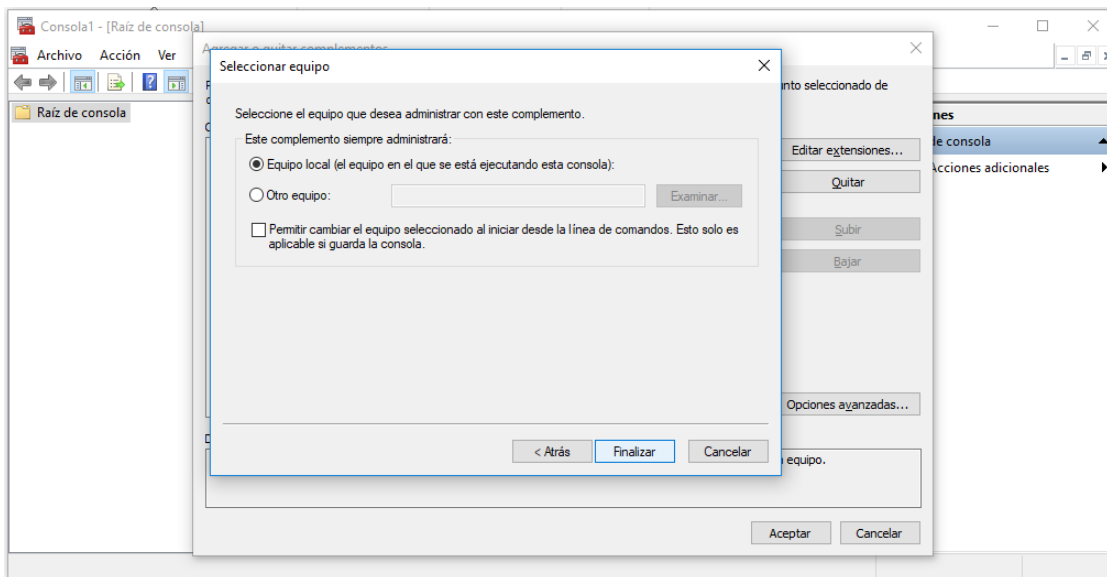 Consola1 - [Raíz de consola]
Archivo Acción Ver
Raíz de consola
Agregar o quitar complementos
Seleccionar equipo
Seleccione el equipo que desea administrar con este complemento.
Este complemento siempre administrará:
Equipo local (el equipo en el que se está ejecutando esta consola):
Otro equipo:
Examinar...
Permitir cambiar el equipo seleccionado al iniciar desde la línea de comandos. Esto solo es
aplicable si guarda la consola.
< Atrás Finalizar Cancelar
nto seleccionado de
Editar extensiones...
Quitar
Subir
Bajar
Opciones avanzadas...
equipo.
Aceptar Cancelar
nes
de consola
Acciones adicionales